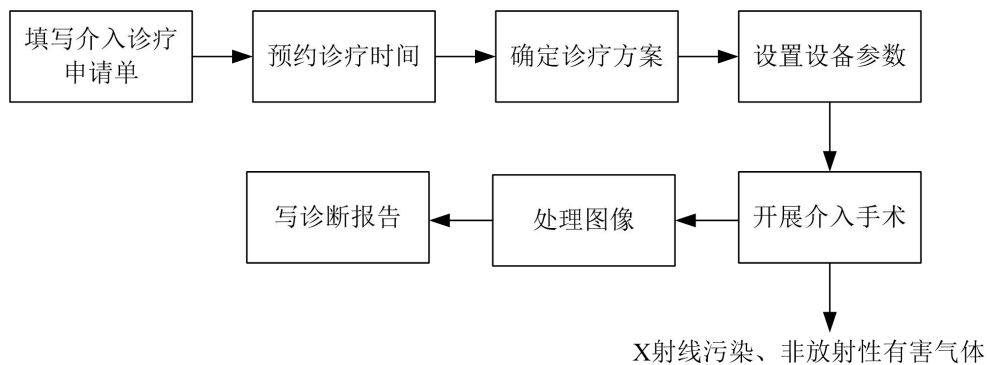 填写介入诊疗
申请单
预约诊疗时间
确定诊疗方案
设置设备参数
开展介入手术
处理图像
写诊断报告
X射线污染、非放射性有害气体